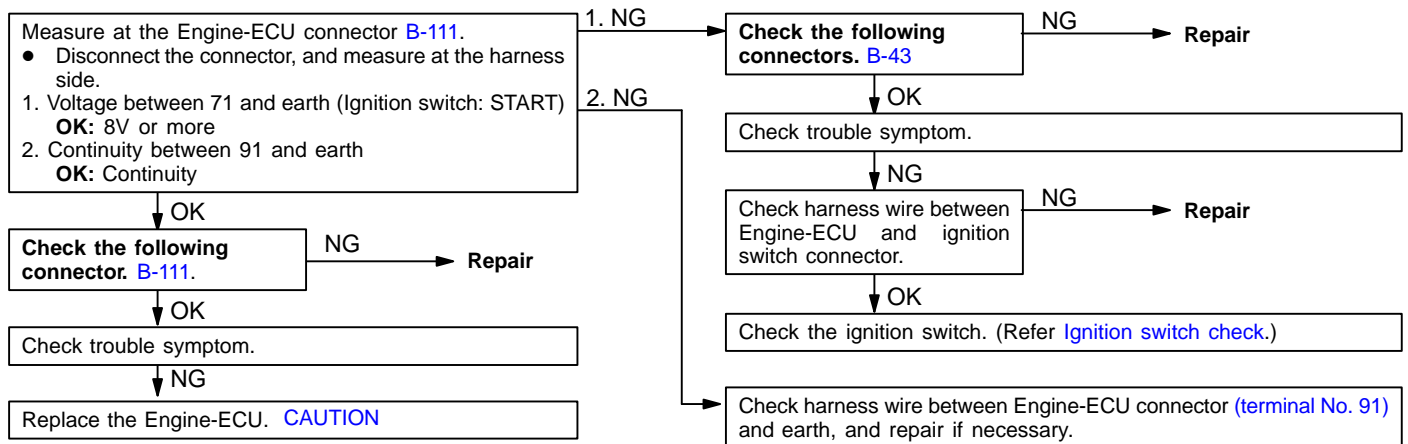 Measure at the Engine-ECU connector B-111.
● Disconnect the connector, and measure at the harness
side.
1. Voltage between 71 and earth (Ignition switch: START)
OK: 8V or more
2. Continuity between 91 and earth
OK: Continuity
OK
Check the following
connector. B-111.
NG
Repair
OK
Check trouble symptom.
NG
Replace the Engine-ECU. CAUTION
1. NG
Check the following
connectors. B-43
NG
Repair
OK
Check trouble symptom.
NG
Check harness wire between
Engine-ECU and ignition
switch connector.
NG
Repair
OK
Check the ignition switch. (Refer Ignition switch check.)
2. NG
Check harness wire between Engine-ECU connector (terminal No. 91)
and earth, and repair if necessary.